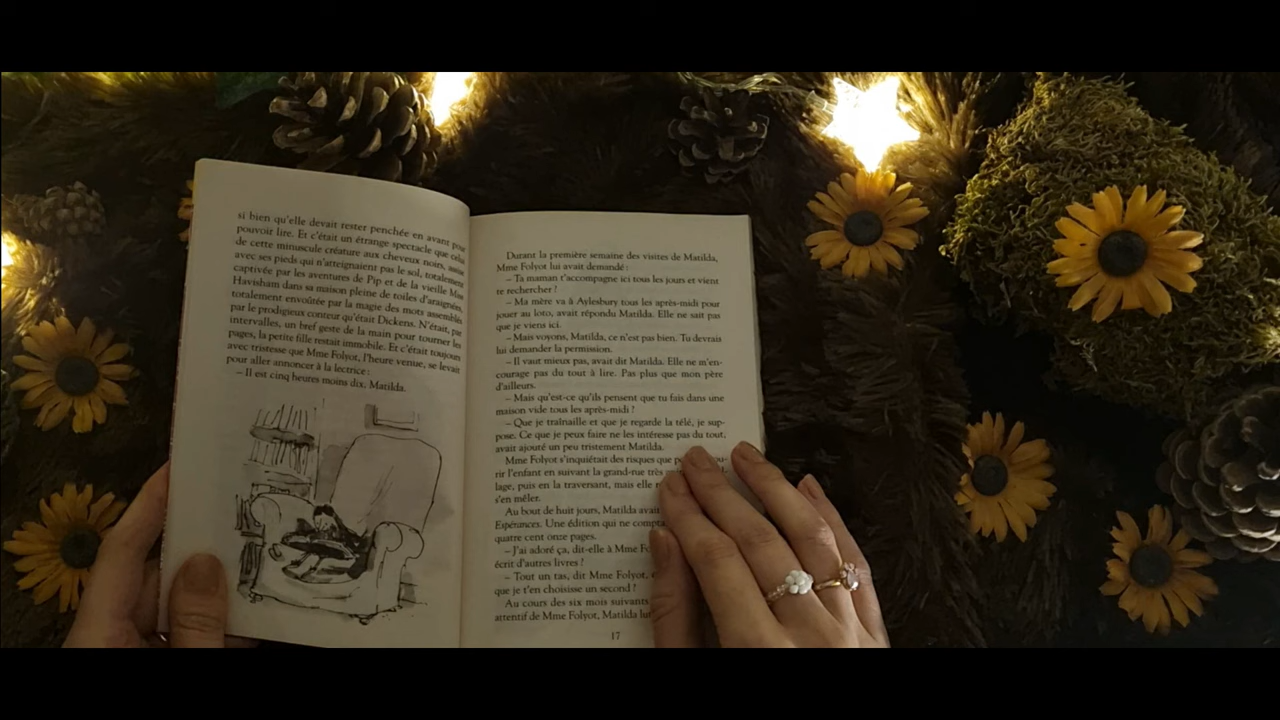 si bien qu'elle devait rester penchée en avant pour
pouvoir lire. Et c'était un étrange spectacle que celui
de cette minuscule créature aux cheveux noirs, assise
avec ses pieds qui n'atteignaient pas le sol, totalement
captivée par les aventures de Pip et de la vieille Miss
Havisham dans sa maison pleine de toiles d'araignées,
totalement envoûtée par la magie des mots assemblés
par le prodigieux conteur qu'était Dickens. N'était, par
intervalles, un bref geste de la main pour tourner les
pages, la petite fille restait immobile. Et c'était toujours
avec tristesse que Mme Folyot, l'heure venue, se levait
pour aller annoncer à la lectrice :
– Il est cinq heures moins dix, Matilda.
Durant la première semaine des visites de Matilda,
Mme Folyot lui avait demandé :
– Ta maman t'accompagne ici tous les jours et vient
te rechercher ?
– Ma mère va à Aylesbury tous les après-midi pour
jouer au loto, avait répondu Matilda. Elle ne sait pas
que je viens ici.
– Mais voyons, Matilda, ce n'est pas bien. Tu devrais
lui demander la permission.
– Il vaut mieux pas, avait dit Matilda. Elle ne m'en-
courage pas du tout à lire. Pas plus que mon père
d'ailleurs.
– Mais qu'est-ce qu'ils pensent que tu fais dans une
maison vide tous les après-midi ?
– Que je traînaille et que je regarde la télé, je sup-
pose. Ce que je peux faire ne les intéresse pas du tout,
avait ajouté un peu tristement Matilda.
Mme Folyot s'inquiétait des risques que
rir l'enfant en suivant la grand-rue très
lage, puis en la traversant, mais elle
s'en mêler.
Au bout de huit jours, Matilda avait
Espérances. Une édition qui ne
quatre cent onze pages.
– J'ai adoré ça, dit-elle à Mme
écrit d'autres livres ?
– Tout un tas, dit Mme Folyot,
que je t'en choisisse un second ?
Au cours des six mois suivants
attentif de Mme Folyot, Matilda
17